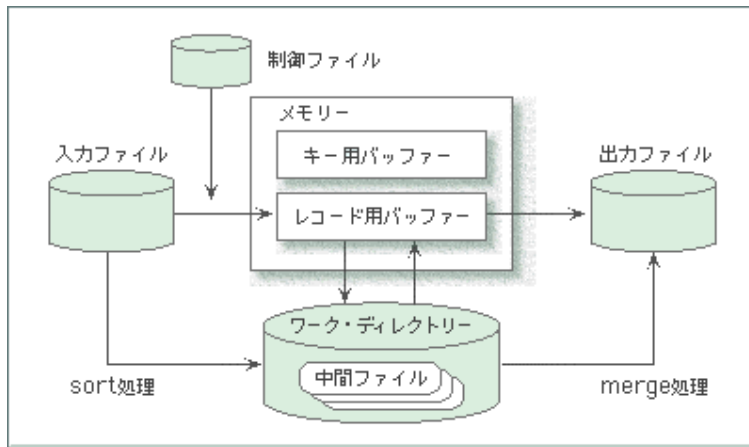 制御ファイル
メモリー
入力ファイル
キー用バッファー
出力ファイル
レコード用バッファー
ワーク・ディレクトリー
中間ファイル
sort処理
merge処理